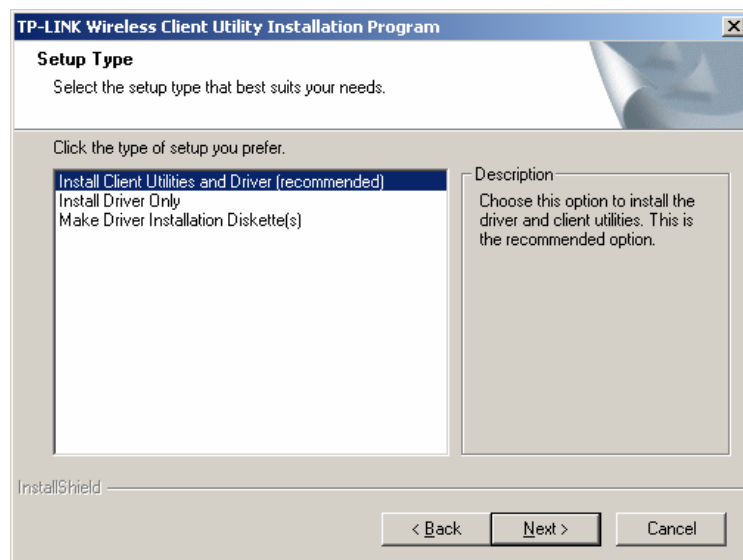 TP-LINK Wireless Client Utility Installation Program
Setup Type
Select the setup type that best suits your needs.
Click the type of setup you prefer.
Install Client Utilities and Driver (recommended)
Install Driver Only
Make Driver Installation Diskette(s)
Description
Choose this option to install the
driver and client utilities. This is
the recommended option.
InstallShield
< Back
Next >
Cancel